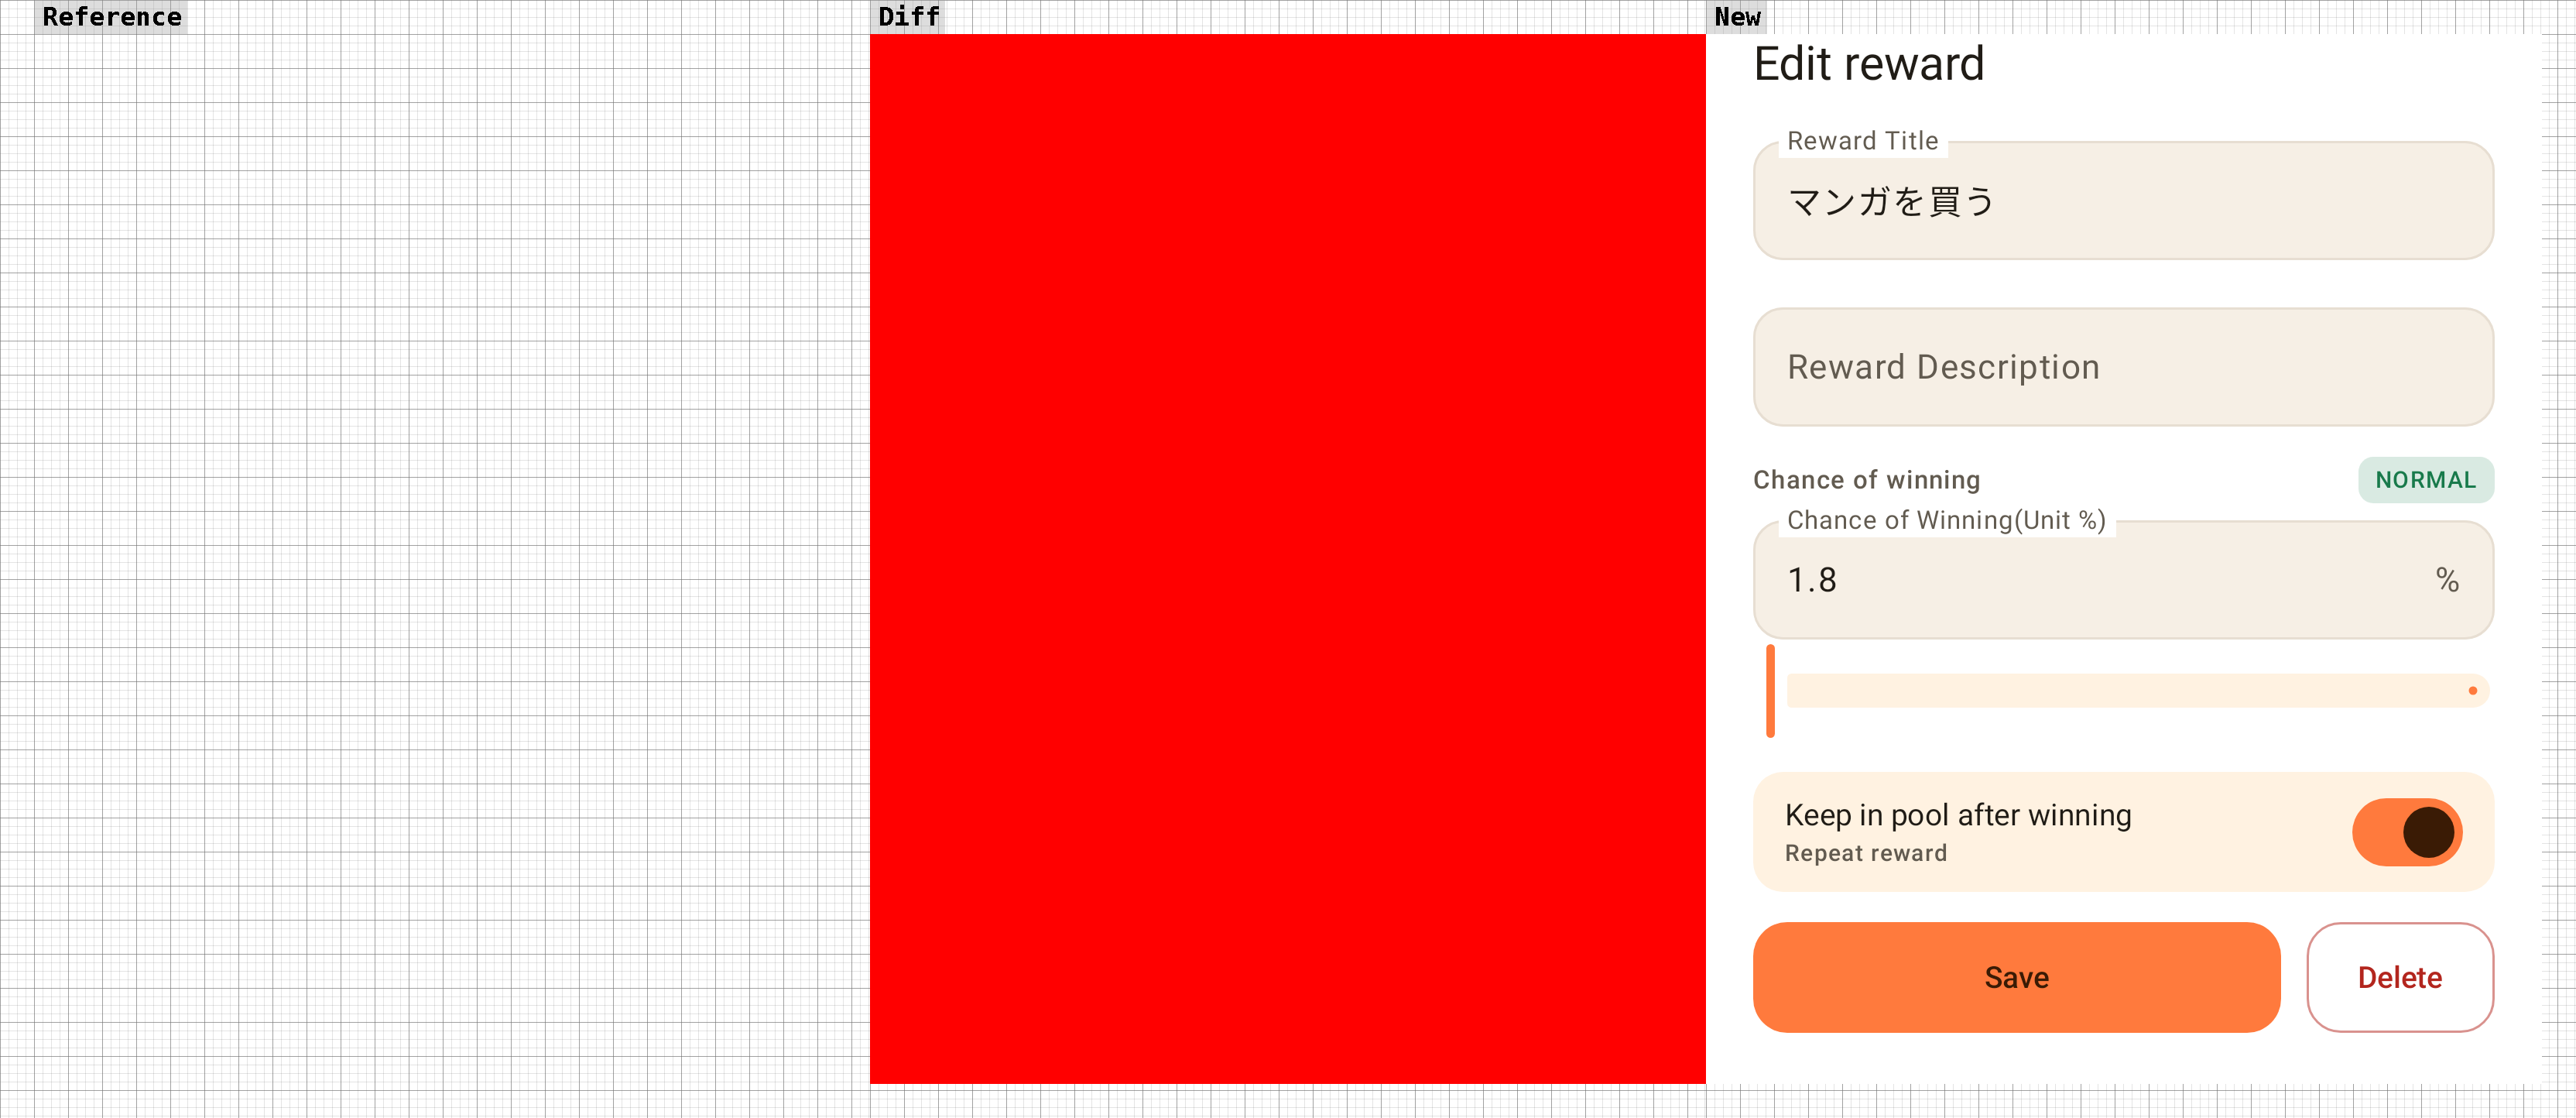 Reference
Diff
New
Edit reward
Reward Title
マンガを買う
Reward Description
Chance of winning
NORMAL
Chance of Winning(Unit %)
1.8
%
Keep in pool after winning
Repeat reward
Save
Delete